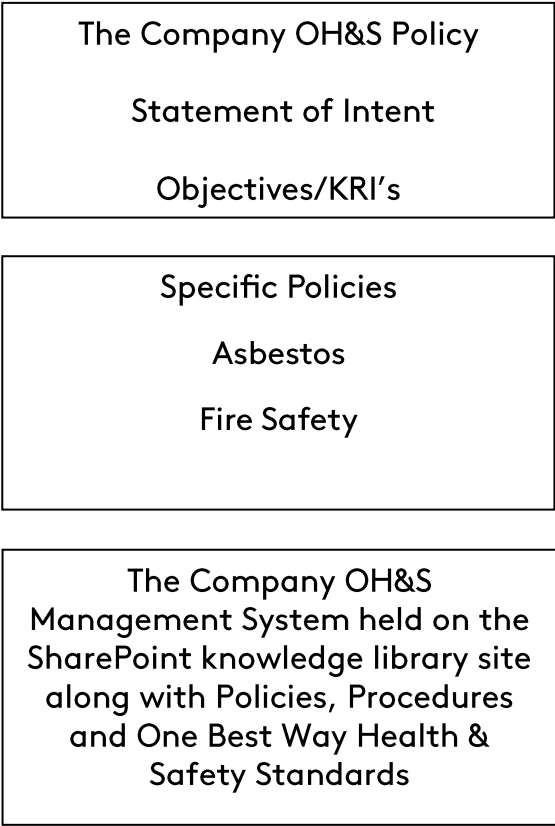 The Company OH&S Policy
Statement of Intent
Objectives/KRI’s
Specific Policies
Asbestos
Fire Safety
The Company OH&S
Management System held on the
SharePoint knowledge library site
along with Policies, Procedures
and One Best Way Health &
Safety Standards